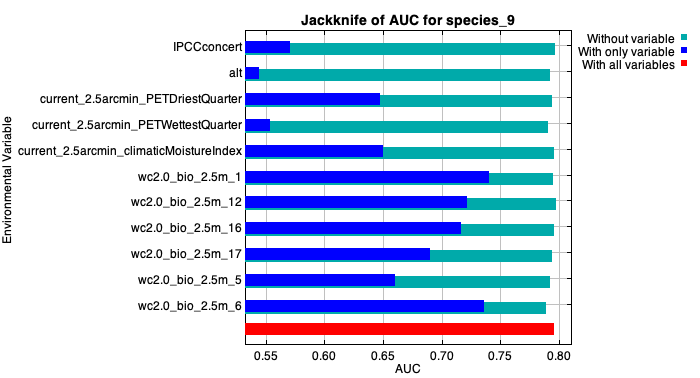 Jackknife of AUC for species_9
Without variable
With only variable
With all variables
Environmental Variable
IPCCconcert
alt
current_2.5arcmin_PETDriestQuarter
current_2.5arcmin_PETWettestQuarter
current_2.5arcmin_climaticMoistureIndex
wc2.0_bio_2.5m_1
wc2.0_bio_2.5m_12
wc2.0_bio_2.5m_16
wc2.0_bio_2.5m_17
wc2.0_bio_2.5m_5
wc2.0_bio_2.5m_6
0.55 0.60 0.65 0.70 0.75 0.80
AUC